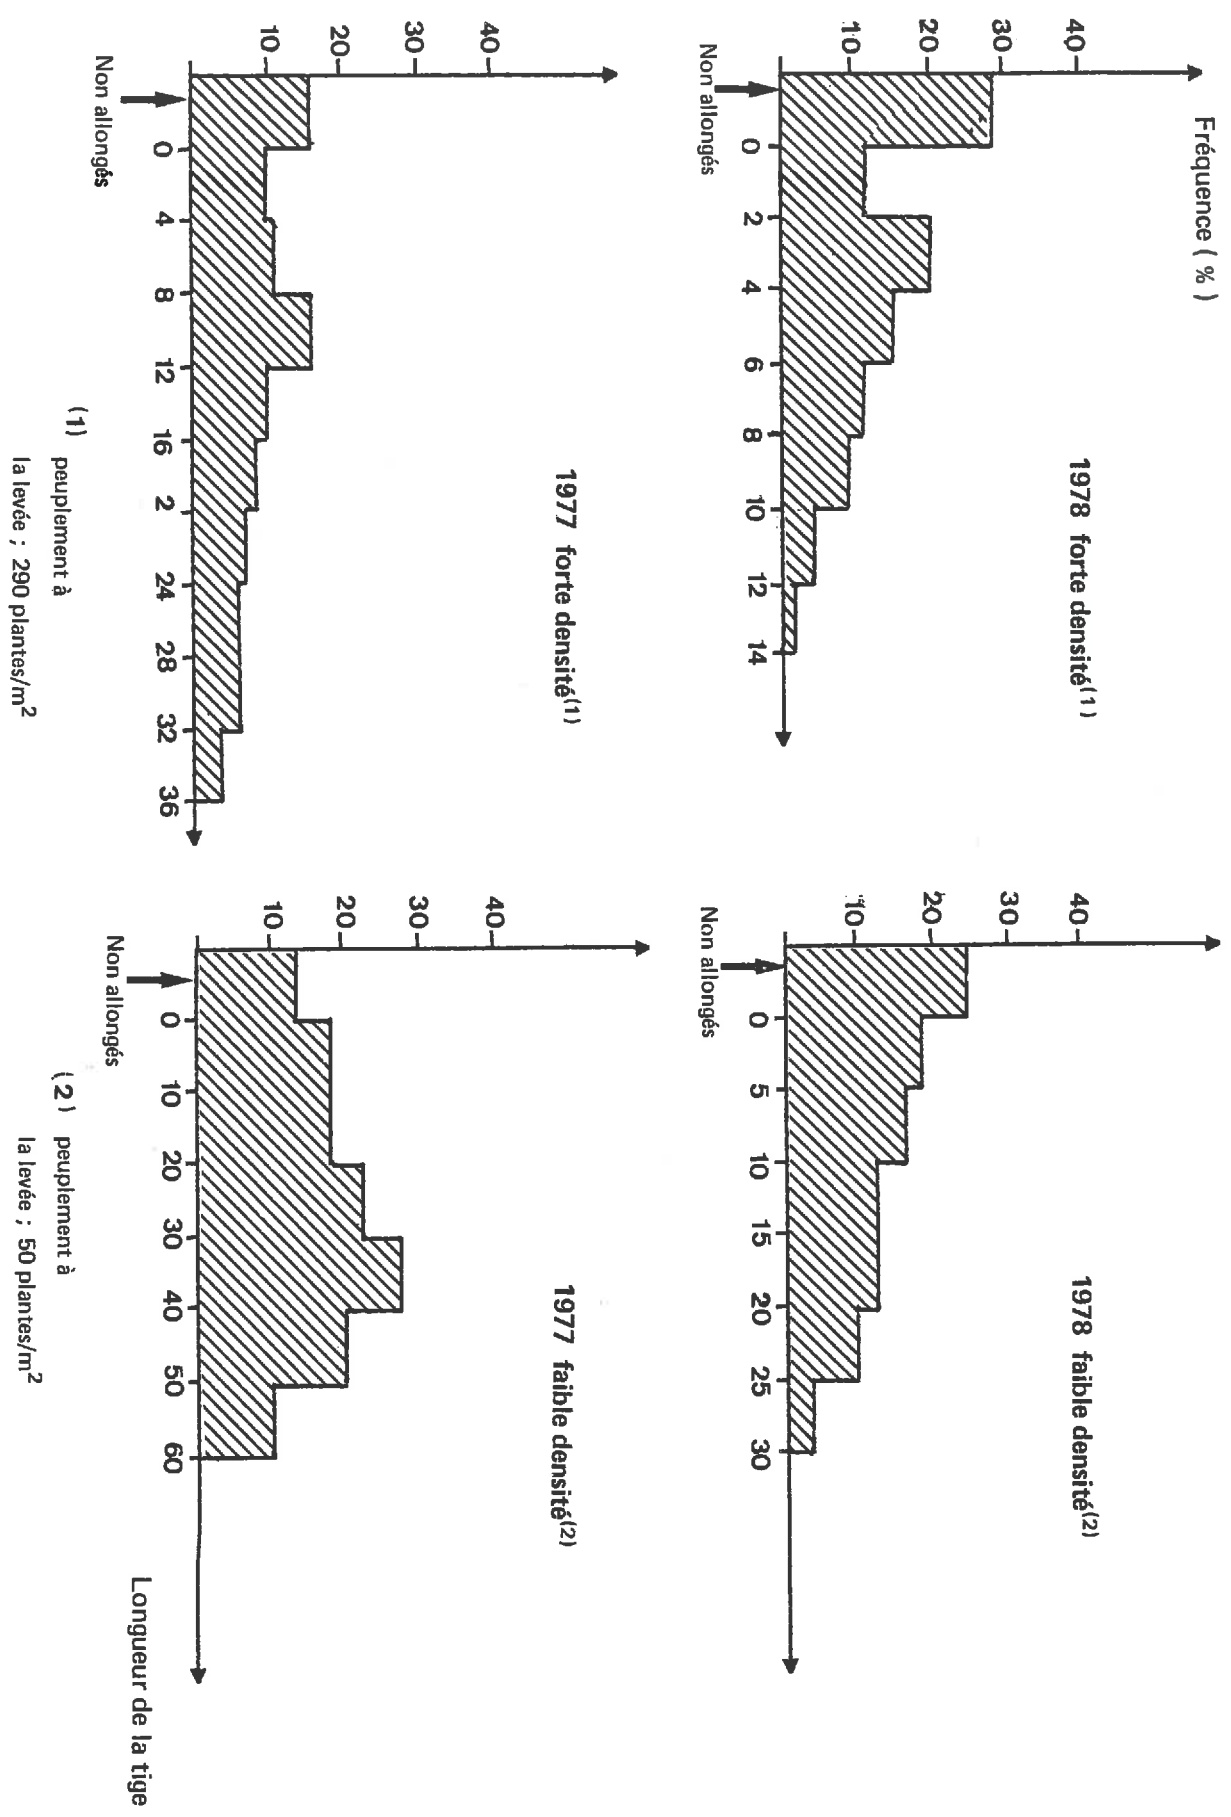 Fréquence ( % )
40
30
20
10
1978 forte densité(1)
Non allongés
0 2 4 6 8 10 12 14
40
30
20
10
1978 faible densité(2)
Non allongés
0 5 10 15 20 25 30
40
30
20
10
1977 forte densité(1)
Non allongés
0 4 8 12 16 2 24 28 32 36
40
30
20
10
1977 faible densité(2)
Non allongés
0 10 20 30 40 50 60
Longueur de la tige
(1) peuplement à
la levée ; 290 plantes/m2
(2) peuplement à
la levée ; 50 plantes/m2